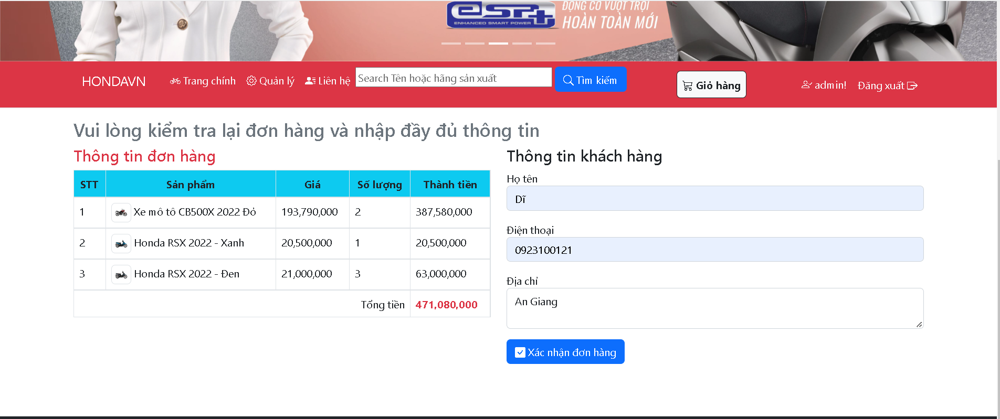 ĐỘNG CƠ VƯỢT TRỘI
eSP+
ENHANCED SMART POWER
HOÀN TOÀN MỚI
HONDAVN
Trang chính
Quản lý
Liên hệ
Search Tên hoặc hãng sản xuất
Tìm kiếm
Giỏ hàng
admin!
Đăng xuất
Vui lòng kiểm tra lại đơn hàng và nhập đầy đủ thông tin
Thông tin đơn hàng
STT Sản phẩm Giá Số lượng Thành tiền
1 Xe mô tô CB500X 2022 Đỏ 193,790,000 2 387,580,000
2 Honda RSX 2022 - Xanh 20,500,000 1 20,500,000
3 Honda RSX 2022 - Đen 21,000,000 3 63,000,000
Tổng tiền 471,080,000
Thông tin khách hàng
Họ tên
Dĩ
Điện thoại
0923100121
Địa chỉ
An Giang
Xác nhận đơn hàng